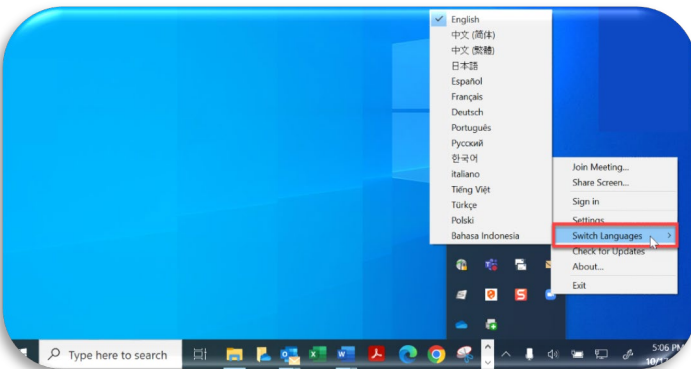 English
中文 (简体)
中文 (繁體)
日本語
Español
Français
Deutsch
Português
Русский
한국어
italiano
Tiếng Việt
Türkçe
Polski
Bahasa Indonesia
Join Meeting...
Share Screen...
Sign in
Settings
Switch Languages
Check for Updates
About...
Exit
Type here to search
5:06 PM